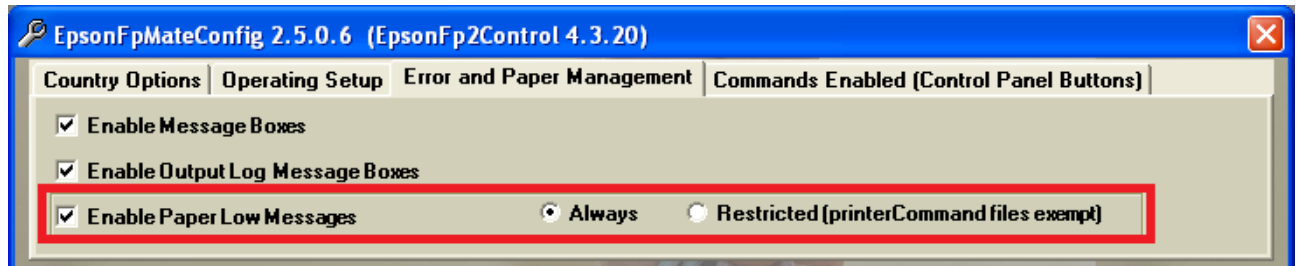 EpsonFpMateConfig 2.5.0.6 (EpsonFp2Control 4.3.20)
Country Options Operating Setup Error and Paper Management Commands Enabled (Control Panel Buttons)
Enable Message Boxes
Enable Output Log Message Boxes
Enable Paper Low Messages Always Restricted (printerCommand files exempt)